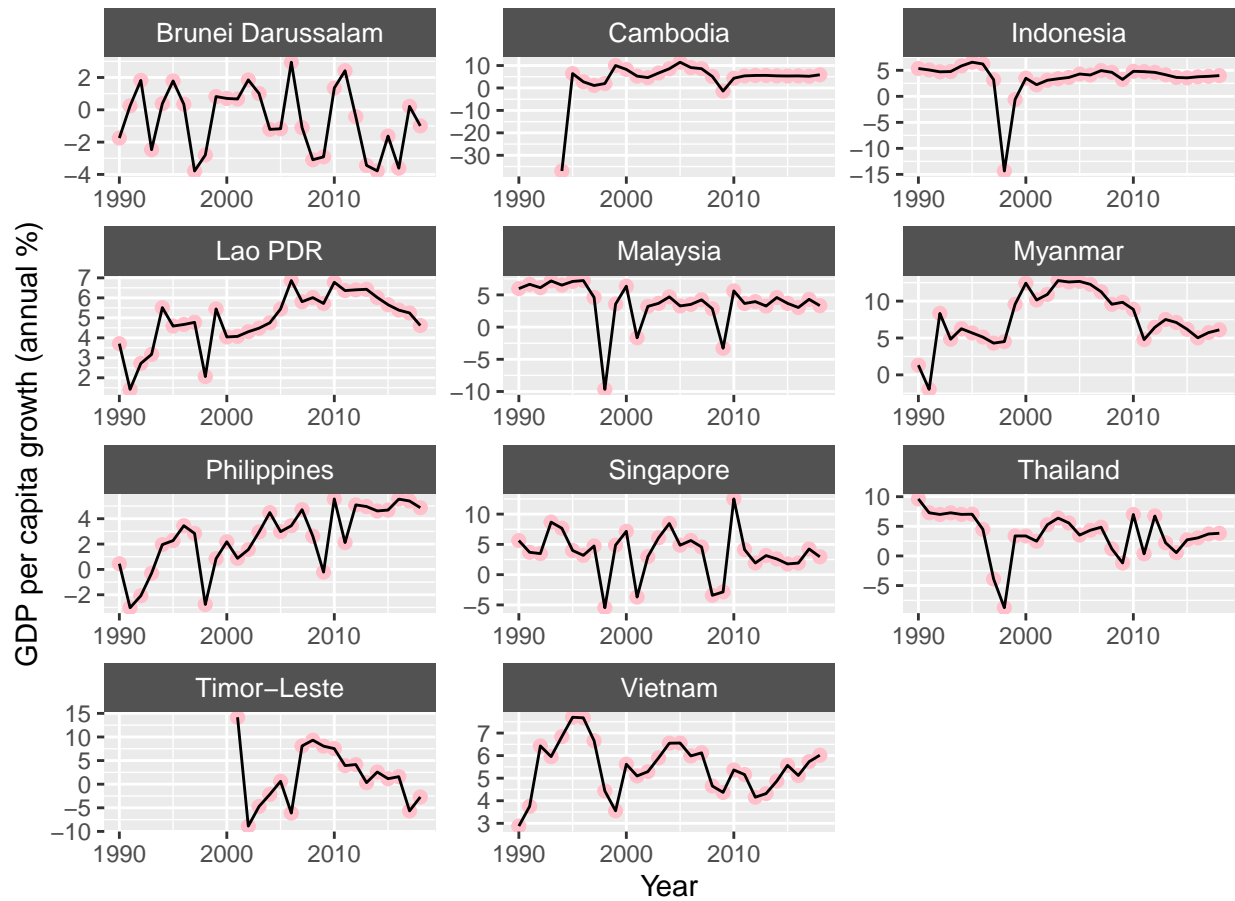 Brunei Darussalam
Cambodia
Indonesia
2
0
−2
−4
10
0
−10
−20
−30
5
0
−5
−10
−15
1990 2000 2010
1990 2000 2010
1990 2000 2010
Lao PDR
Malaysia
Myanmar
7
6
5
4
3
2
5
0
−5
−10
10
5
0
1990 2000 2010
1990 2000 2010
1990 2000 2010
GDP per capita growth (annual %)
Philippines
Singapore
Thailand
4
2
0
−2
10
5
0
−5
10
5
0
−5
1990 2000 2010
1990 2000 2010
1990 2000 2010
Timor−Leste
Vietnam
15
10
5
0
−5
−10
7
6
5
4
3
1990 2000 2010
1990 2000 2010
Year